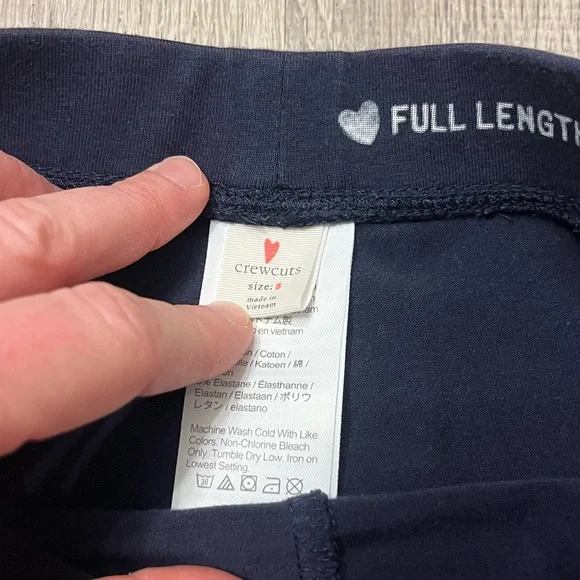 FULL LENGTH
crewcuts
size: 8
made in
Vietnam
en vietnam
/ Coton /
/ Katoen / 綿 /
Elastane / Élasthanne /
Elastan / Elastaan / ポリウ
レタン / elastano
Machine Wash Cold With Like
Colors. Non-Chlorine Bleach
Only. Tumble Dry Low. Iron on
Lowest Setting.
30